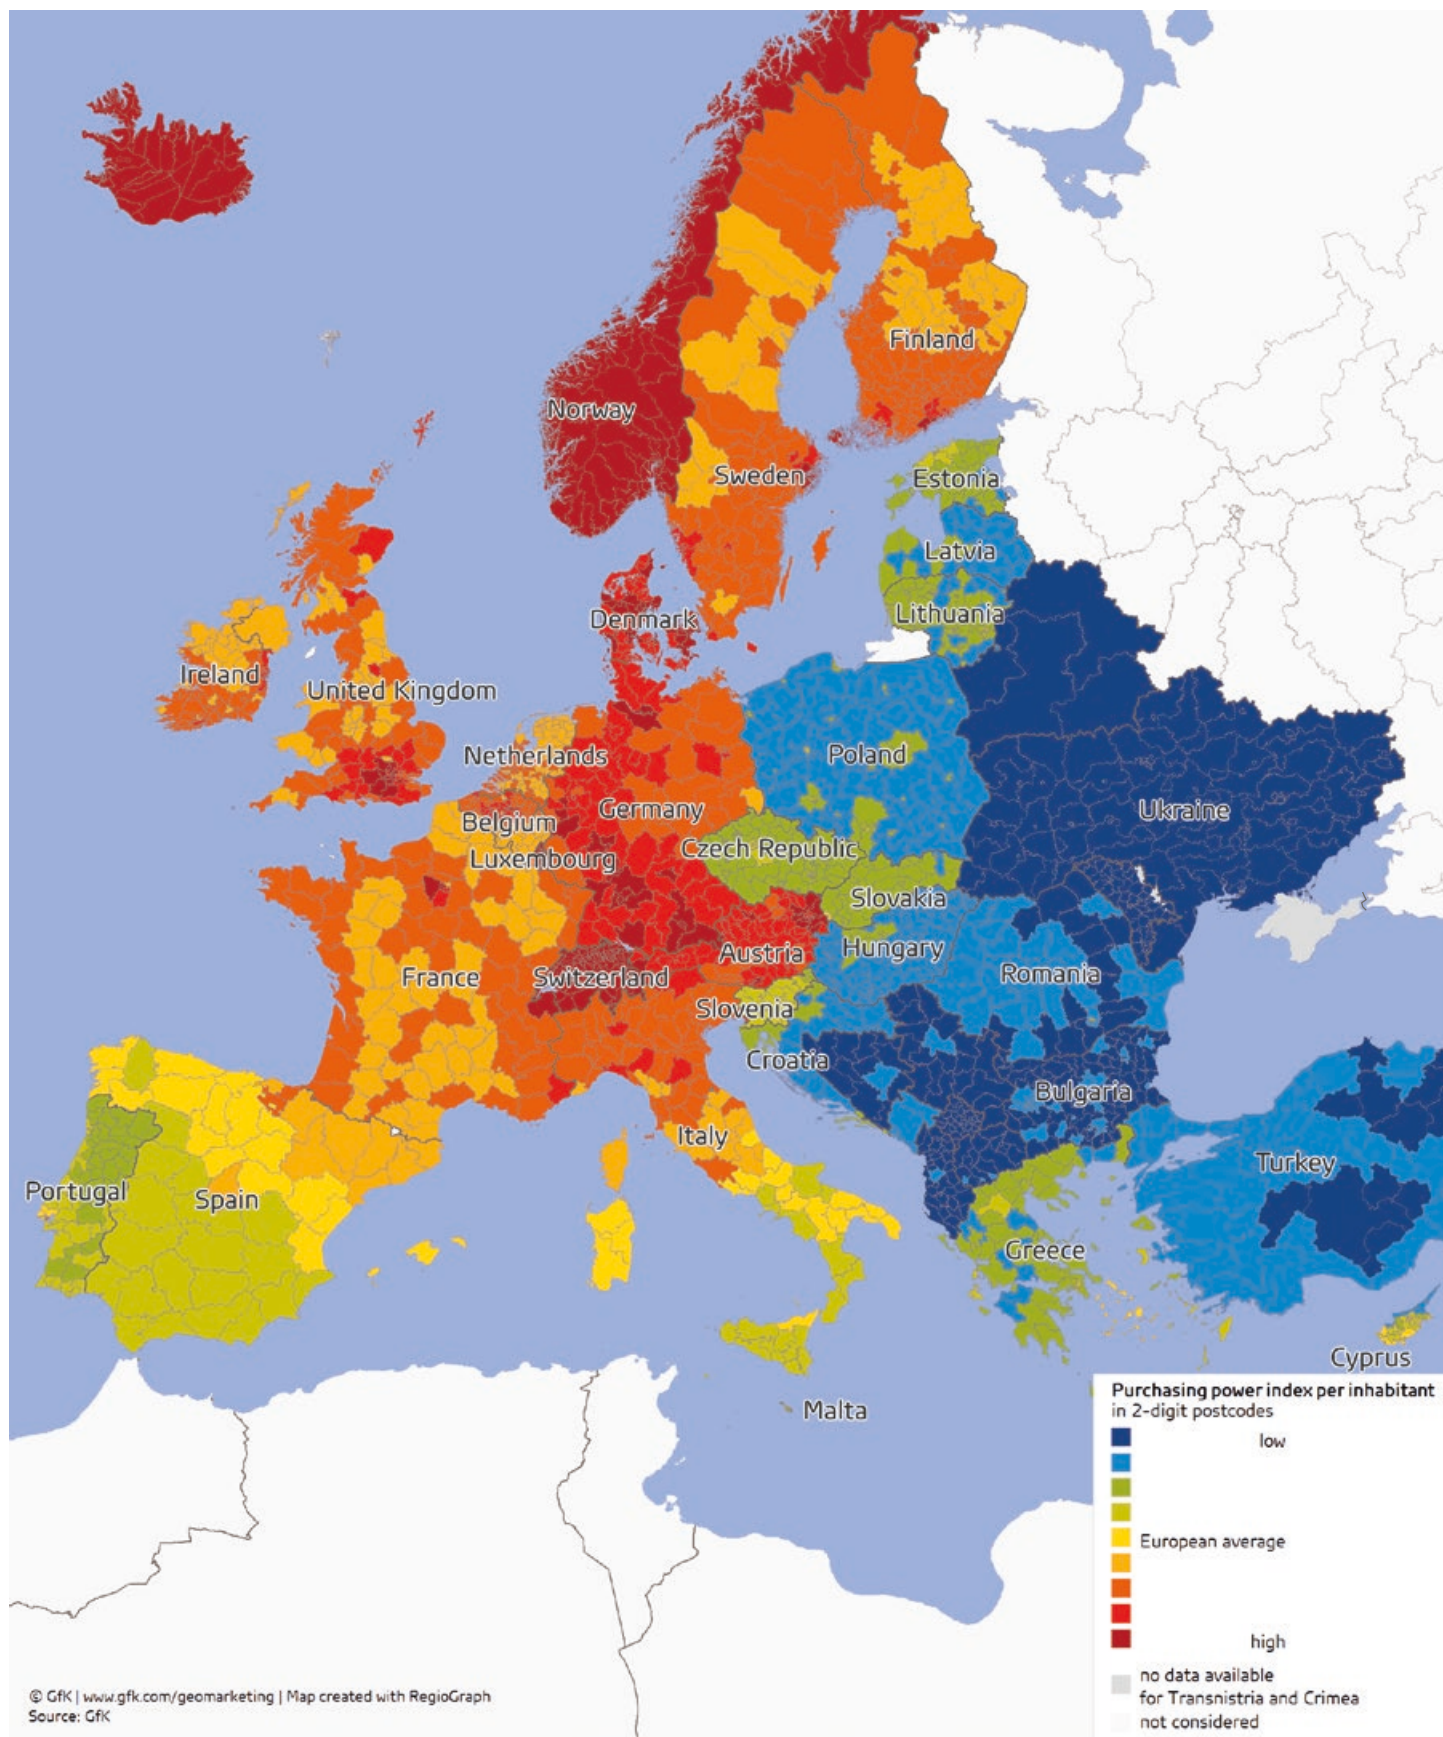 Norway
Finland
Sweden
Estonia
Latvia
Denmark
Lithuania
Ireland
United Kingdom
Netherlands
Poland
Germany
Ukraine
Belgium
Czech Republic
Luxembourg
Slovakia
Hungary
Austria
France
Switzerland
Romania
Slovenia
Croatia
Bulgaria
Italy
Turkey
Portugal
Spain
Greece
Cyprus
Malta
Purchasing power index per inhabitant
in 2-digit postcodes
low
European average
high
no data available
for Transnistria and Crimea
not considered
© GfK | www.gfk.com/geomarketing | Map created with RegioGraph
Source: GfK